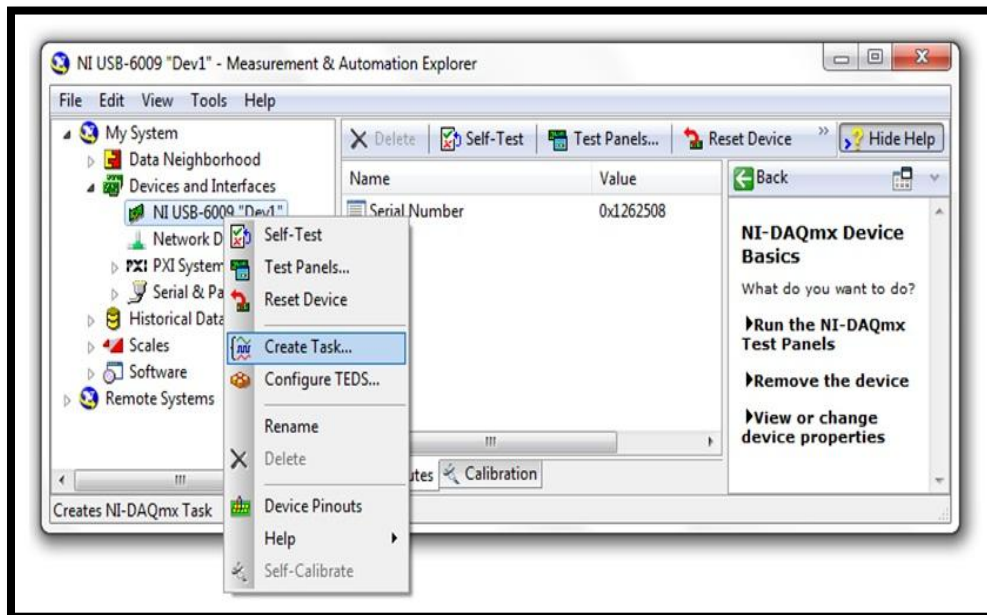 NI USB-6009 "Dev1" - Measurement & Automation Explorer
File Edit View Tools Help
My System
Data Neighborhood
Devices and Interfaces
NI USB-6009 "Dev1"
Network D
PXI PXI System
Serial & Pa
Historical Data
Scales
Software
Remote Systems
Delete Self-Test Test Panels... Reset Device » Hide Help
Name Value
Serial Number 0x1262508
Back
NI-DAQmx Device
Basics
What do you want to do?
Run the NI-DAQmx
Test Panels
Remove the device
View or change
device properties
Self-Test
Test Panels...
Reset Device
Create Task...
Configure TEDS...
Rename
Delete
Device Pinouts
Help
Self-Calibrate
utes Calibration
Creates NI-DAQmx Task